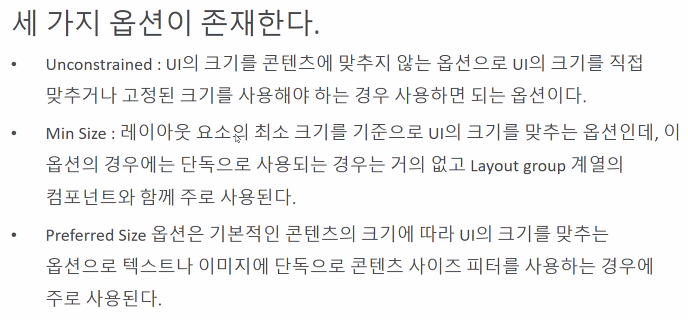 세 가지 옵션이 존재한다.
• Unconstrained : UI의 크기를 콘텐츠에 맞추지 않는 옵션으로 UI의 크기를 직접
맞추거나 고정된 크기를 사용해야 하는 경우 사용하면 되는 옵션이다.
• Min Size : 레이아웃 요소의 최소 크기를 기준으로 UI의 크기를 맞추는 옵션인데, 이
옵션의 경우에는 단독으로 사용되는 경우는 거의 없고 Layout group 계열의
컴포넌트와 함께 주로 사용된다.
• Preferred Size 옵션은 기본적인 콘텐츠의 크기에 따라 UI의 크기를 맞추는
옵션으로 텍스트나 이미지에 단독으로 콘텐츠 사이즈 피터를 사용하는 경우에
주로 사용된다.